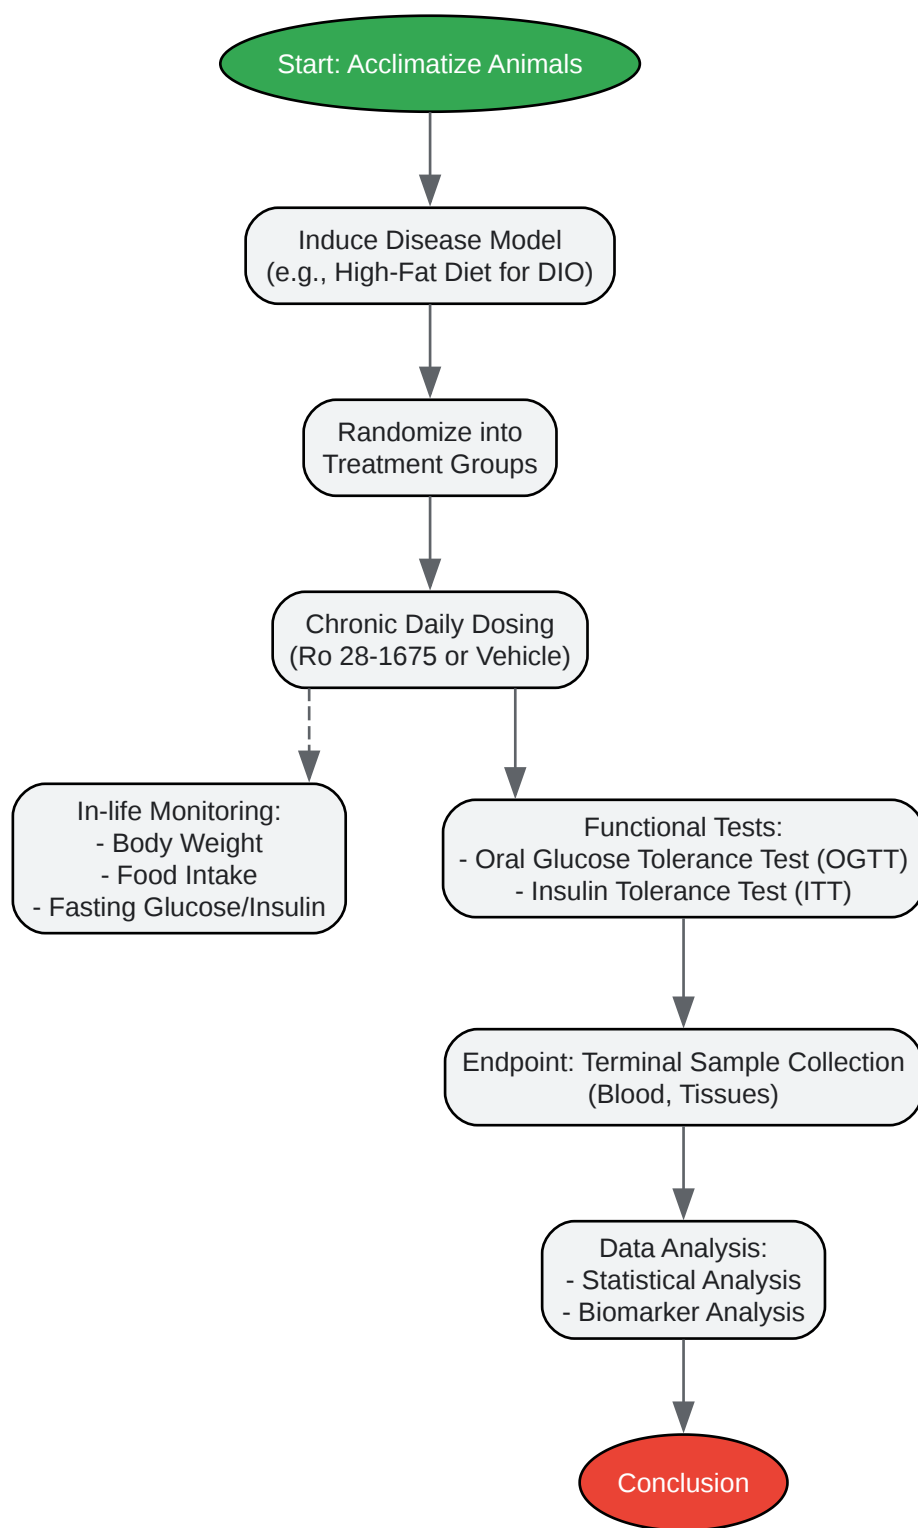 Start: Acclimatize Animals
Induce Disease Model
(e.g., High-Fat Diet for DIO)
Randomize into
Treatment Groups
Chronic Daily Dosing
(Ro 28-1675 or Vehicle)
In-life Monitoring:
- Body Weight
- Food Intake
- Fasting Glucose/Insulin
Functional Tests:
- Oral Glucose Tolerance Test (OGTT)
- Insulin Tolerance Test (ITT)
Endpoint: Terminal Sample Collection
(Blood, Tissues)
Data Analysis:
- Statistical Analysis
- Biomarker Analysis
Conclusion